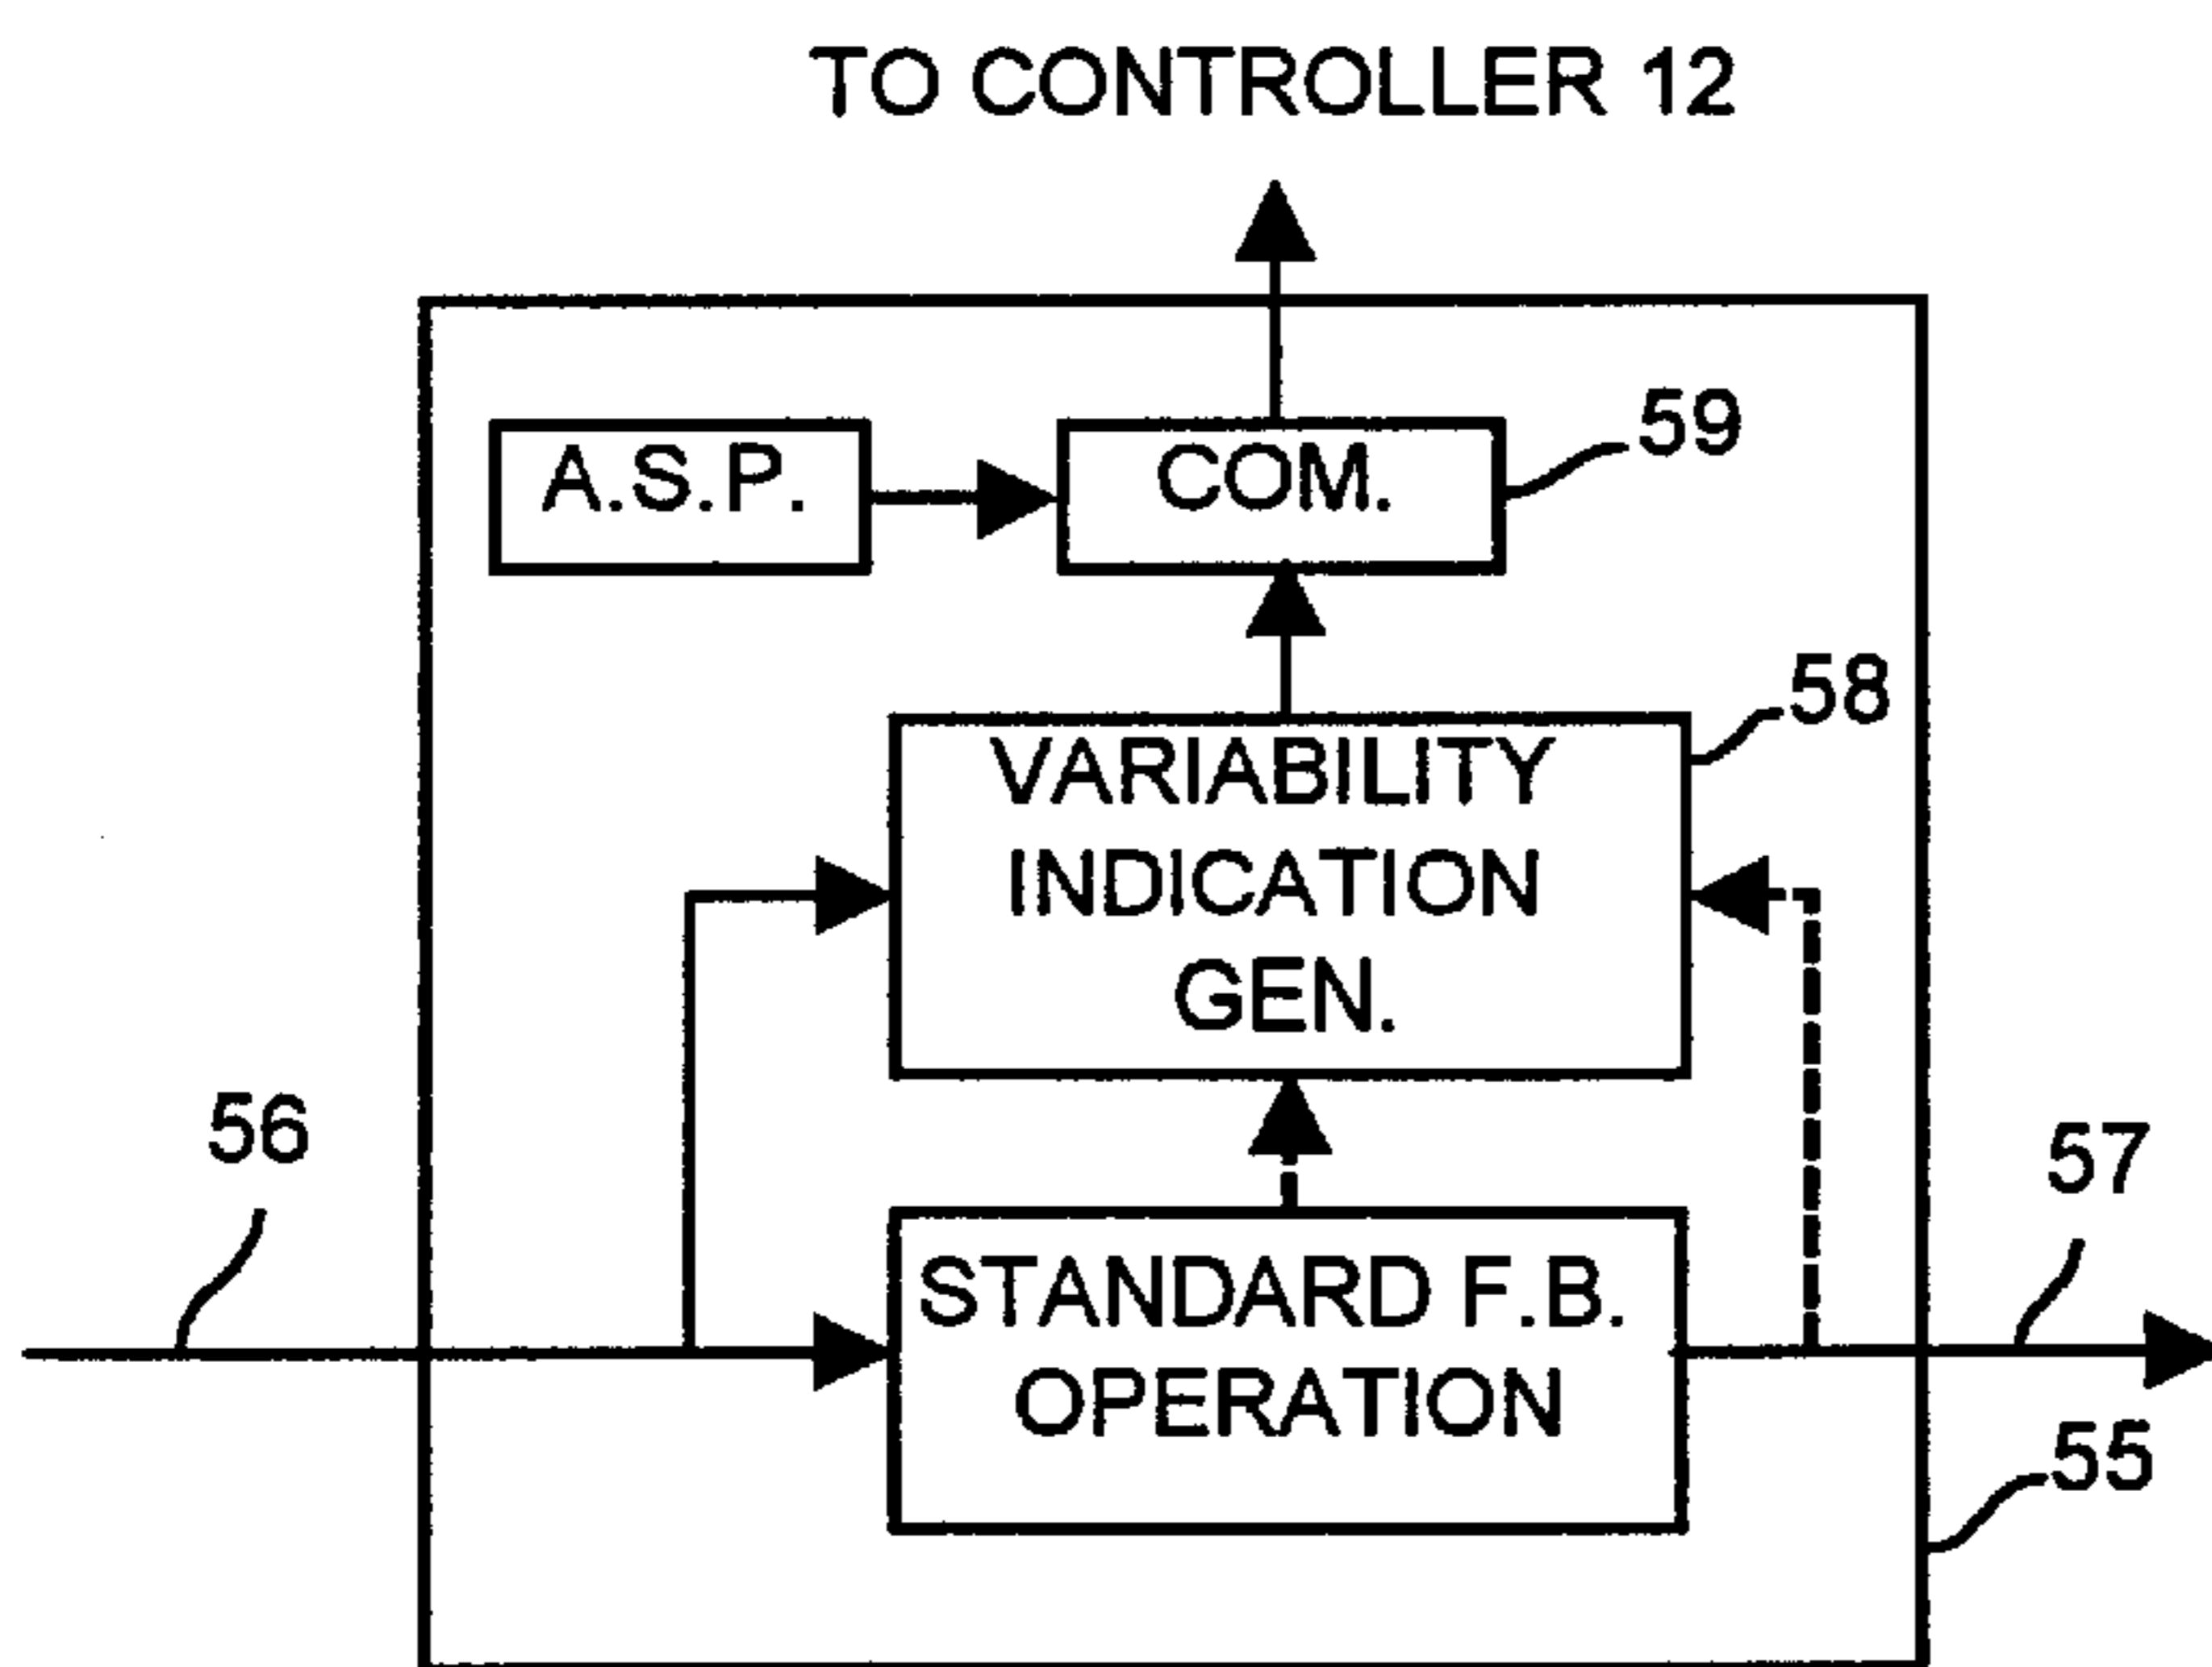 TO CONTROLLER 12
A.S.P.
COM.
59
58
VARIABILITY
INDICATION
GEN.
56
57
STANDARD F.B.
OPERATION
55